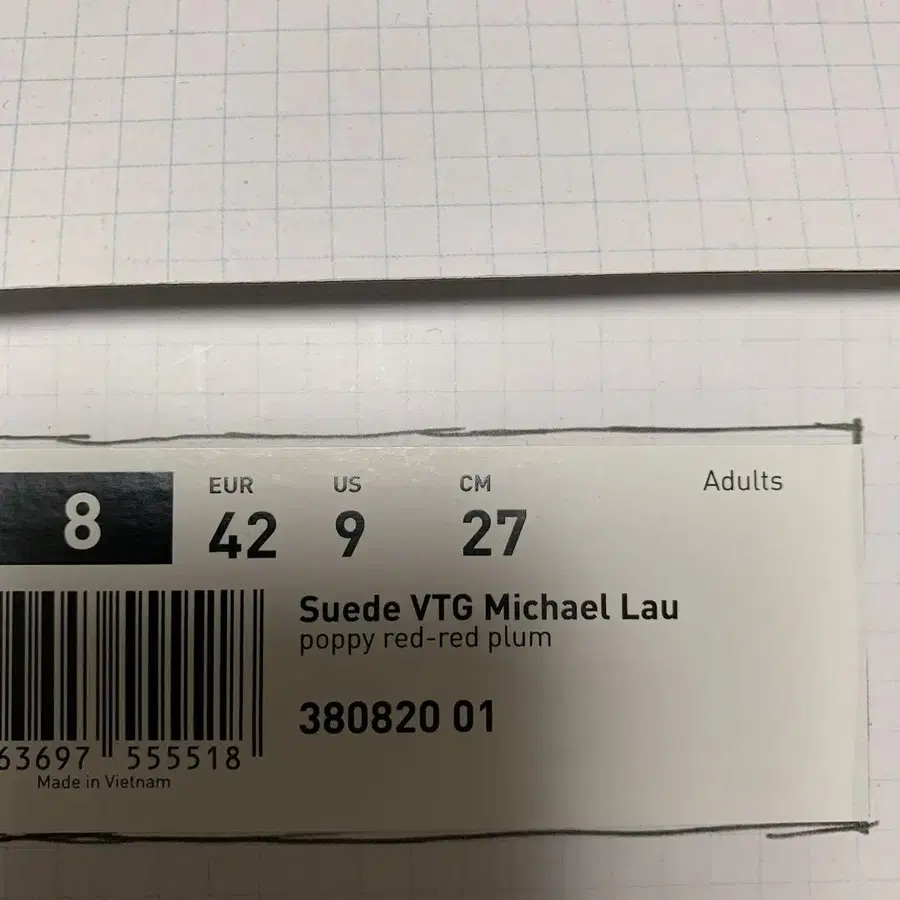 EUR US CM Adults
8 42 9 27
Suede VTG Michael Lau
poppy red-red plum
380820 01
63697 555518
Made in Vietnam